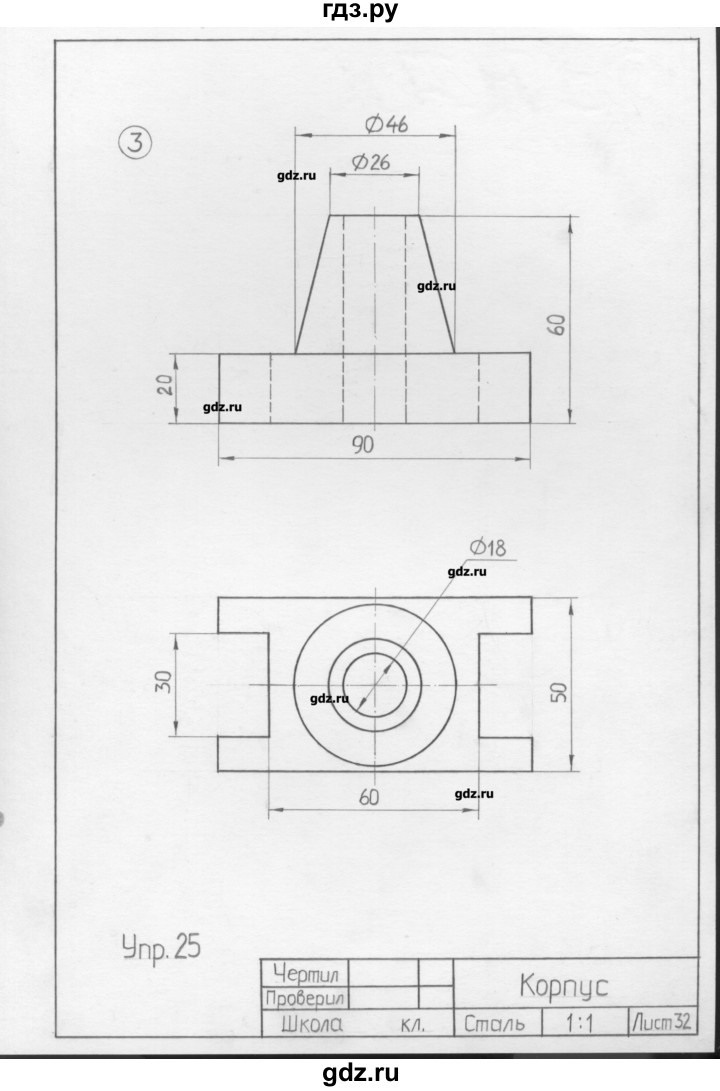 гдз.ру
3
Ø46
gdz.ru
Ø26
gdz.ru
60
20
gdz.ru
90
Ø18
gdz.ru
30
gdz.ru
50
gdz.ru
60
Упр. 25
Чертил
Проверил
Корпус
Школа кл. Сталь 1:1 Лист 32
gdz.ru